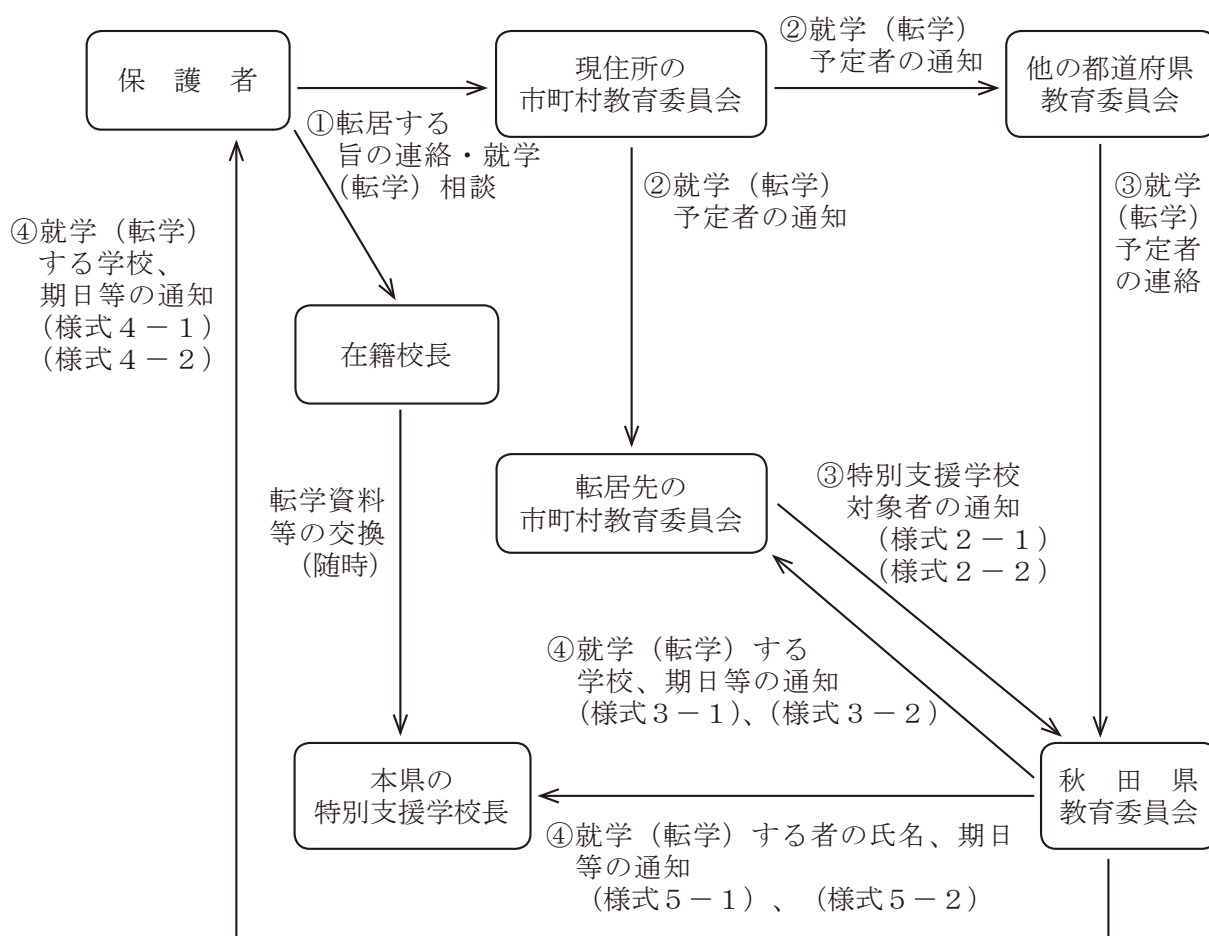 保　護　者
現住所の
市町村教育委員会
②就学（転学）
予定者の通知
他の都道府県
教育委員会
①転居する
旨の連絡・就学
（転学）相談
②就学（転学）
予定者の通知
③就学
（転学）
予定者
の連絡
④就学（転学）
する学校、
期日等の通知
（様式４－１）
（様式４－２）
在籍校長
転学資料
等の交換
（随時）
転居先の
市町村教育委員会
③特別支援学校
対象者の通知
（様式２－１）
（様式２－２）
④就学（転学）する
学校、期日等の通知
（様式３－１）、（様式３－２）
本県の
特別支援学校長
秋　田　県
教育委員会
④就学（転学）する者の氏名、期日
等の通知
（様式５－１）、（様式５－２）